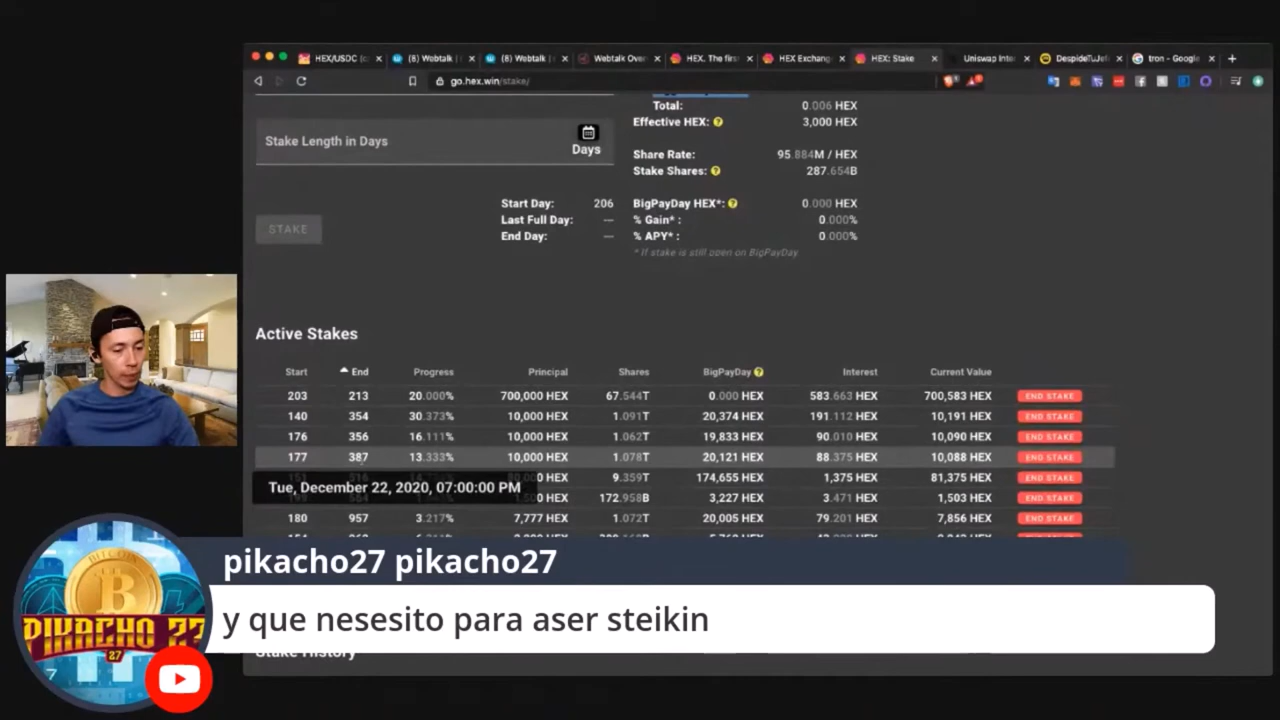 HEX/USDC (c
(8) Webtalk
(8) Webtalk
Webtalk Over
HEX. The firs
HEX Exchang
HEX: Stake
Uniswap Inte
DespideTuJef
tron - Google
go.hex.win/stake/
Total: 0.006 HEX
Effective HEX: ? 3,000 HEX
Stake Length in Days
Days
Share Rate: 95.884M / HEX
Stake Shares: ? 287.654B
Start Day: 206
BigPayDay HEX*: ? 0.000 HEX
Last Full Day: —
% Gain* : 0.000%
End Day: —
% APY* : 0.000%
* If stake is still open on BigPayDay
STAKE
Active Stakes
Start End Progress Principal Shares BigPayDay ? Interest Current Value
203 213 20.000% 700,000 HEX 67.544T 0.000 HEX 583.663 HEX 700,583 HEX END STAKE
140 354 30.373% 10,000 HEX 1.091T 20,374 HEX 191.112 HEX 10,191 HEX END STAKE
176 356 16.111% 10,000 HEX 1.062T 19,833 HEX 90.010 HEX 10,090 HEX END STAKE
177 387 13.333% 10,000 HEX 1.078T 20,121 HEX 88.375 HEX 10,088 HEX END STAKE
HEX 9.359T 174,655 HEX 1,375 HEX 81,375 HEX END STAKE
Tue, December 22, 2020, 07:00:00 PM
HEX 172.958B 3,227 HEX 3.471 HEX 1,503 HEX END STAKE
180 957 3.217% 7,777 HEX 1.072T 20,005 HEX 79.201 HEX 7,856 HEX END STAKE
pikacho27 pikacho27
y que nesesito para aser steikin
BITCOIN
B
PIKACHO 27
27
Stake History